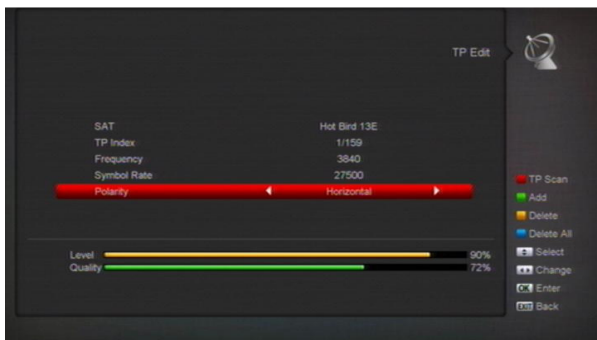 TP Edit
SAT Hot Bird 13E
TP Index 1/159
Frequency 3840
Symbol Rate 27500
Polarity Horizontal
Level 90%
Quality 72%
TP Scan
Add
Delete
Delete All
Select
Change
OK Enter
EXIT Back